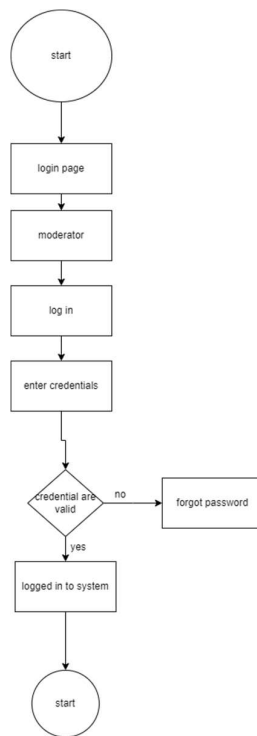 start
login page
moderator
log in
enter credentials
credential are
valid
no
forgot password
yes
logged in to system
start